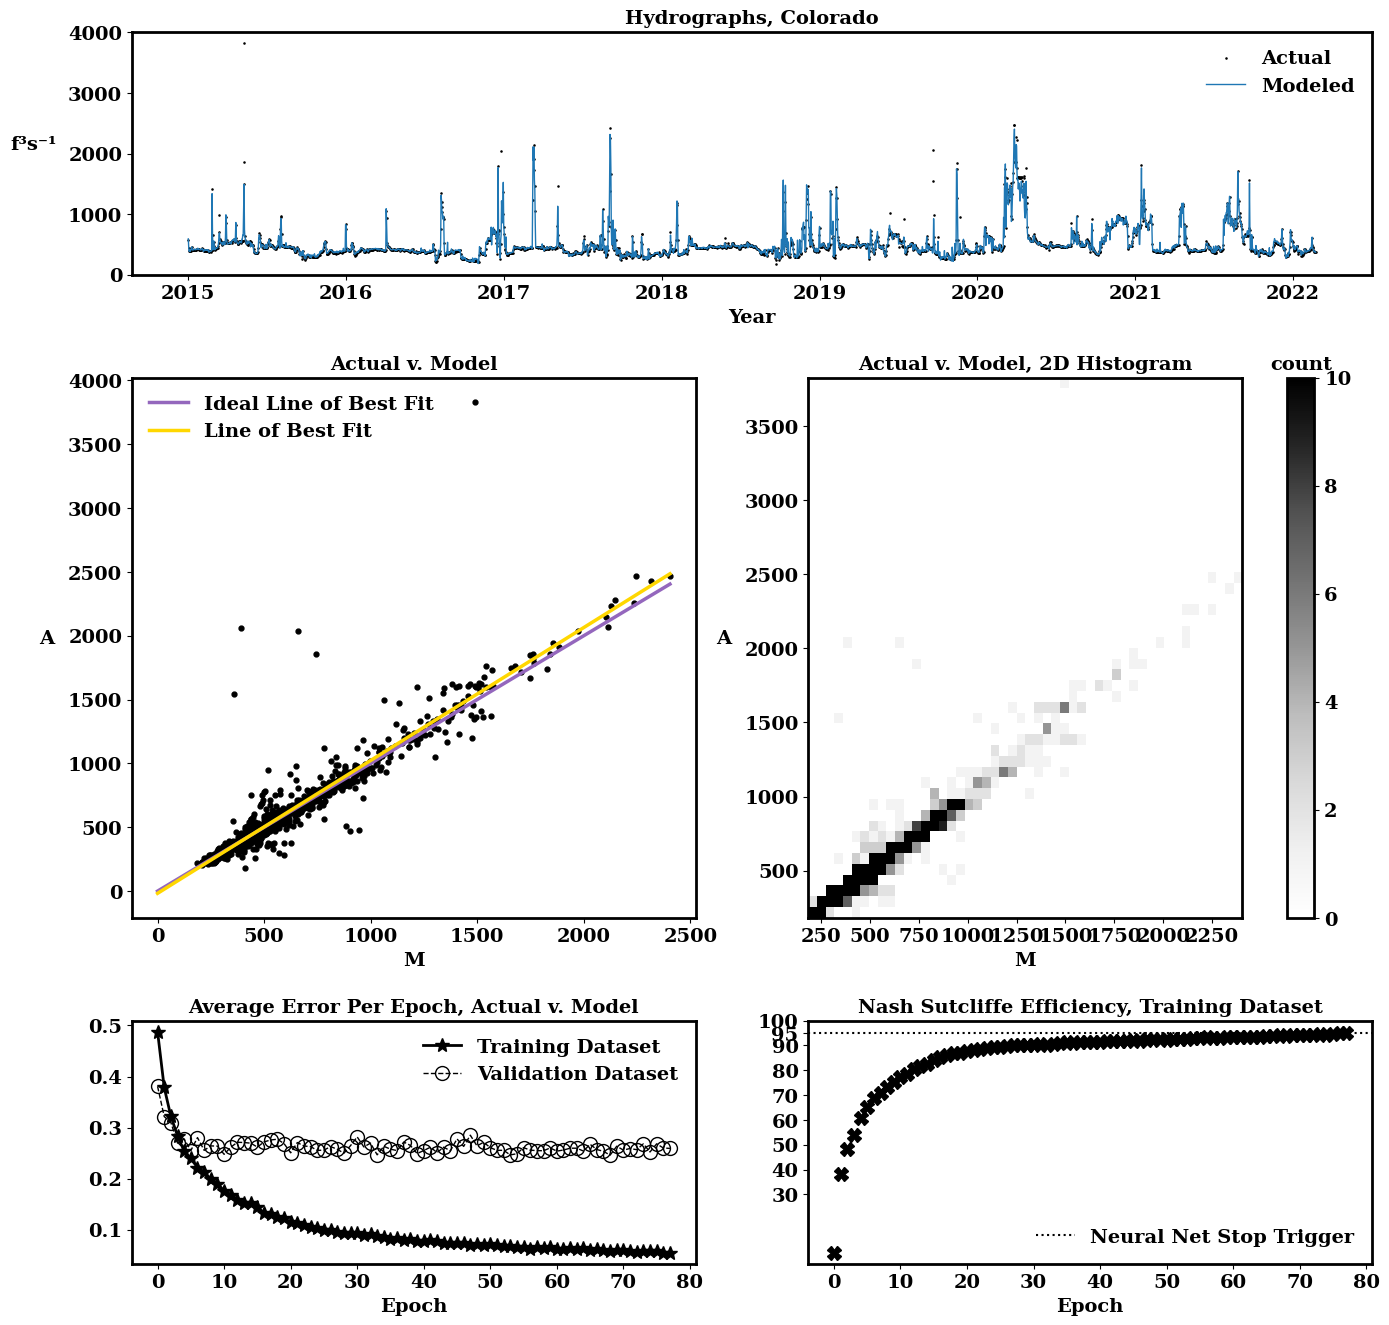 Hydrographs, Colorado
4000
3000
2000
1000
0
f³s⁻¹
Actual
Modeled
2015 2016 2017 2018 2019 2020 2021 2022
Year
Actual v. Model
4000
3500
3000
2500
2000
1500
1000
500
0
A
Ideal Line of Best Fit
Line of Best Fit
0 500 1000 1500 2000 2500
M
Actual v. Model, 2D Histogram
3500
3000
2500
2000
1500
1000
500
A
250 500 750 1000 1250 1500 1750 2000 2250
M
count
10
8
6
4
2
0
Average Error Per Epoch, Actual v. Model
0.5
0.4
0.3
0.2
0.1
Training Dataset
Validation Dataset
0 10 20 30 40 50 60 70 80
Epoch
Nash Sutcliffe Efficiency, Training Dataset
100
95
90
80
70
60
50
40
30
Neural Net Stop Trigger
0 10 20 30 40 50 60 70 80
Epoch